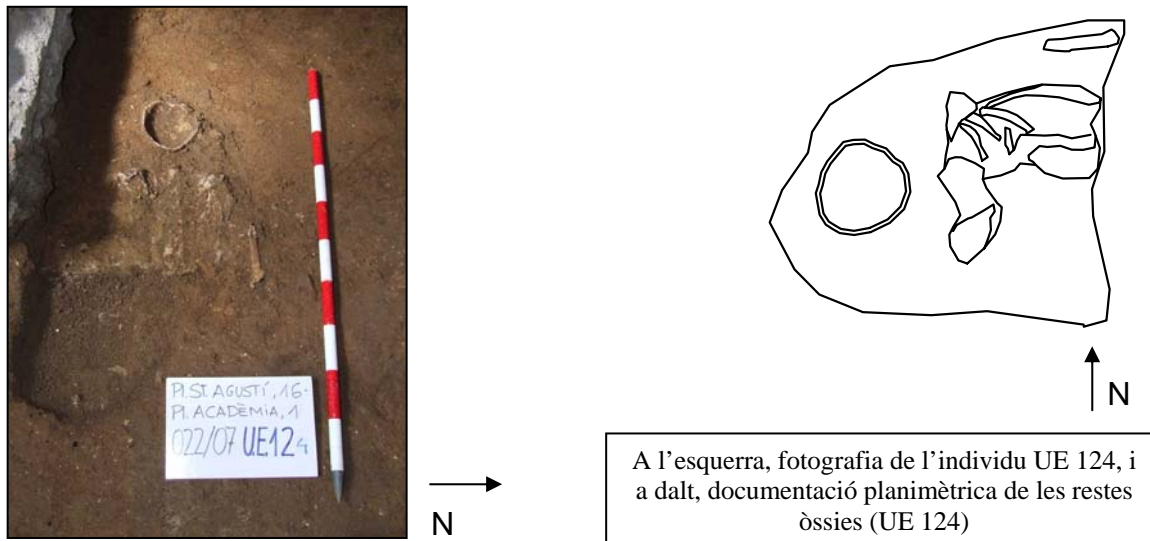 Pl. St. AGUSTÍ, 16-
Pl. ACADÈMIA, 1
022/07 U.E.124
N
N
A l'esquerra, fotografia de l'individu UE 124, i
a dalt, documentació planimètrica de les restes
òssies (UE 124)